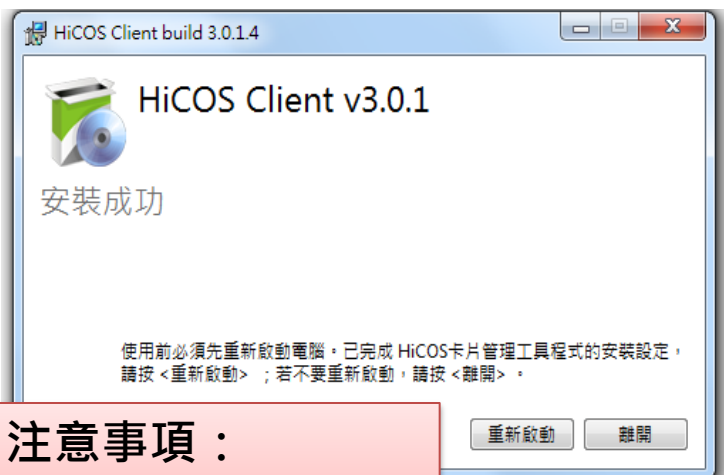 HiCOS Client build 3.0.1.4
HiCOS Client v3.0.1
安裝成功
使用前必須先重新啟動電腦。已完成 HiCOS卡片管理工具程式的安裝設定，
請按 <重新啟動> ；若不要重新啟動，請按 <離開> 。
重新啟動 離開
注意事項：